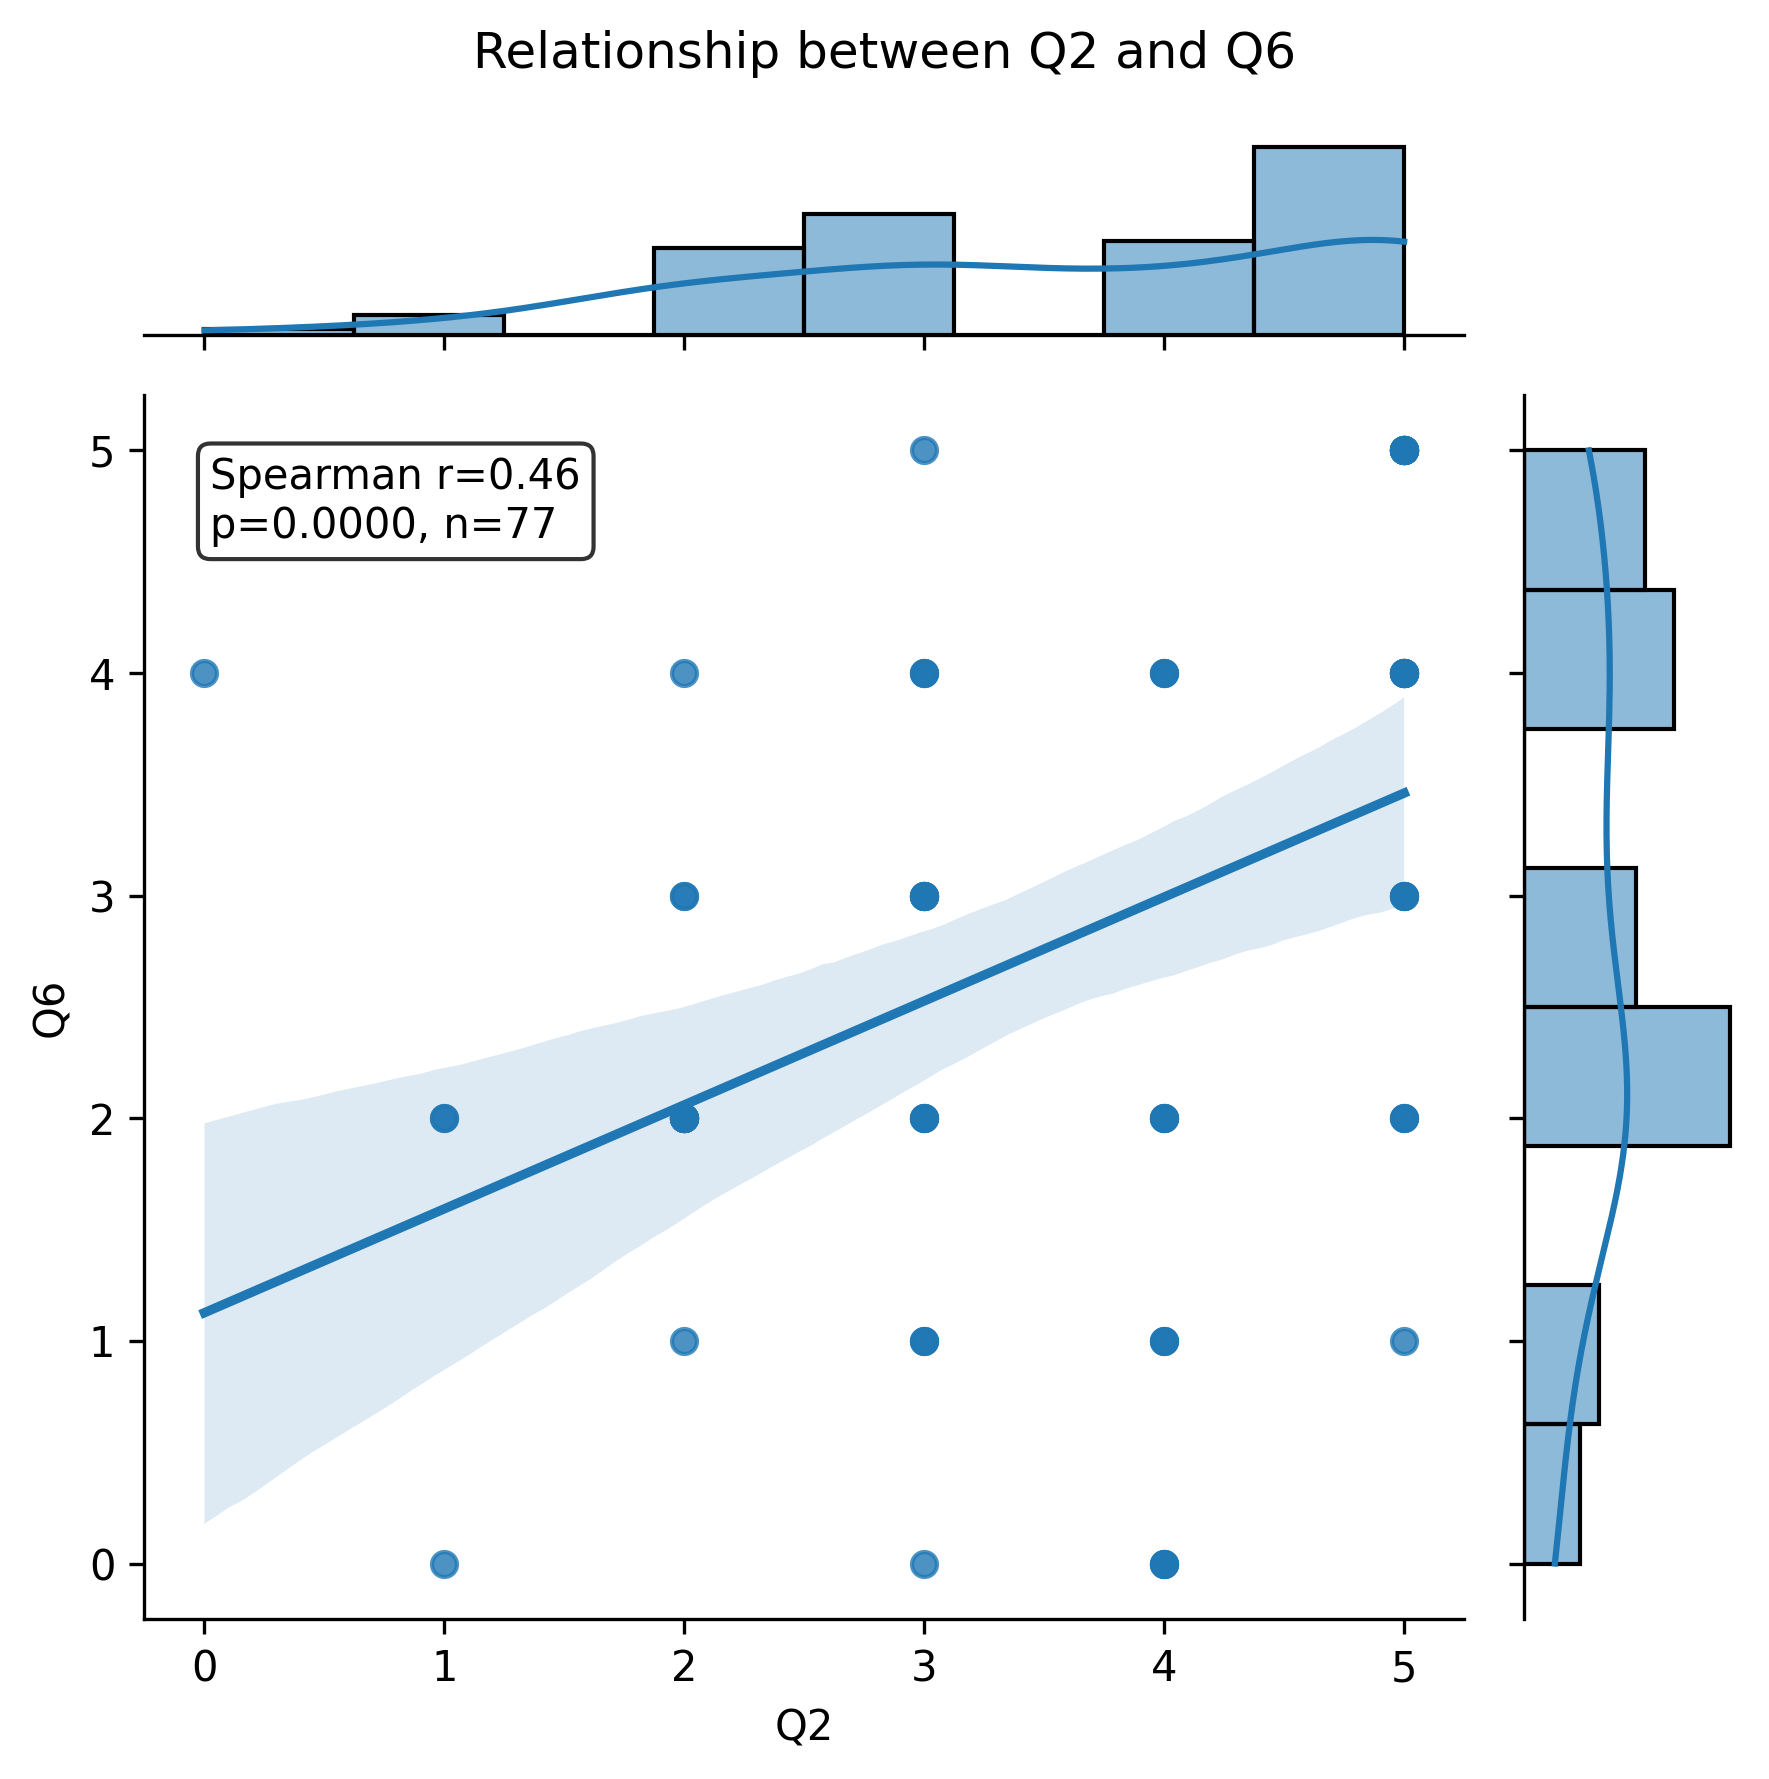 Relationship between Q2 and Q6
5
4
3
2
1
0
Spearman r=0.46
p=0.0000, n=77
Q6
0 1 2 3 4 5
Q2